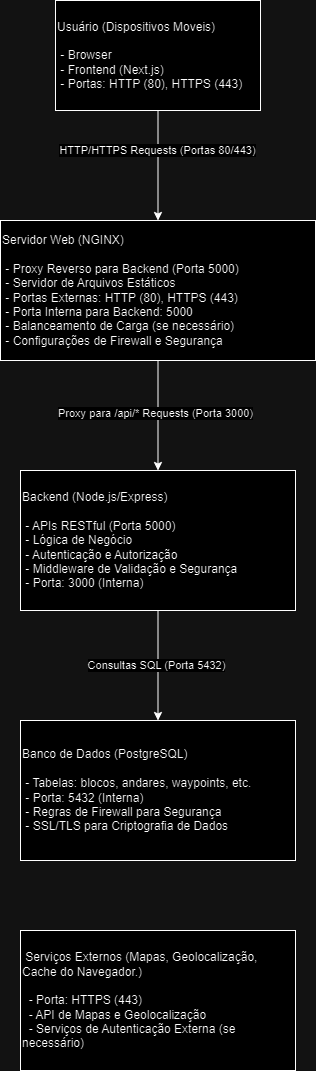 Usuário (Dispositivos Moveis)
- Browser
- Frontend (Next.js)
- Portas: HTTP (80), HTTPS (443)
HTTP/HTTPS Requests (Portas 80/443)
Servidor Web (NGINX)
- Proxy Reverso para Backend (Porta 5000)
- Servidor de Arquivos Estáticos
- Portas Externas: HTTP (80), HTTPS (443)
- Porta Interna para Backend: 5000
- Balanceamento de Carga (se necessário)
- Configurações de Firewall e Segurança
Proxy para /api/* Requests (Porta 3000)
Backend (Node.js/Express)
- APIs RESTful (Porta 5000)
- Lógica de Negócio
- Autenticação e Autorização
- Middleware de Validação e Segurança
- Porta: 3000 (Interna)
Consultas SQL (Porta 5432)
Banco de Dados (PostgreSQL)
- Tabelas: blocos, andares, waypoints, etc.
- Porta: 5432 (Interna)
- Regras de Firewall para Segurança
- SSL/TLS para Criptografia de Dados
Serviços Externos (Mapas, Geolocalização,
Cache do Navegador.)
- Porta: HTTPS (443)
- API de Mapas e Geolocalização
- Serviços de Autenticação Externa (se
necessário)